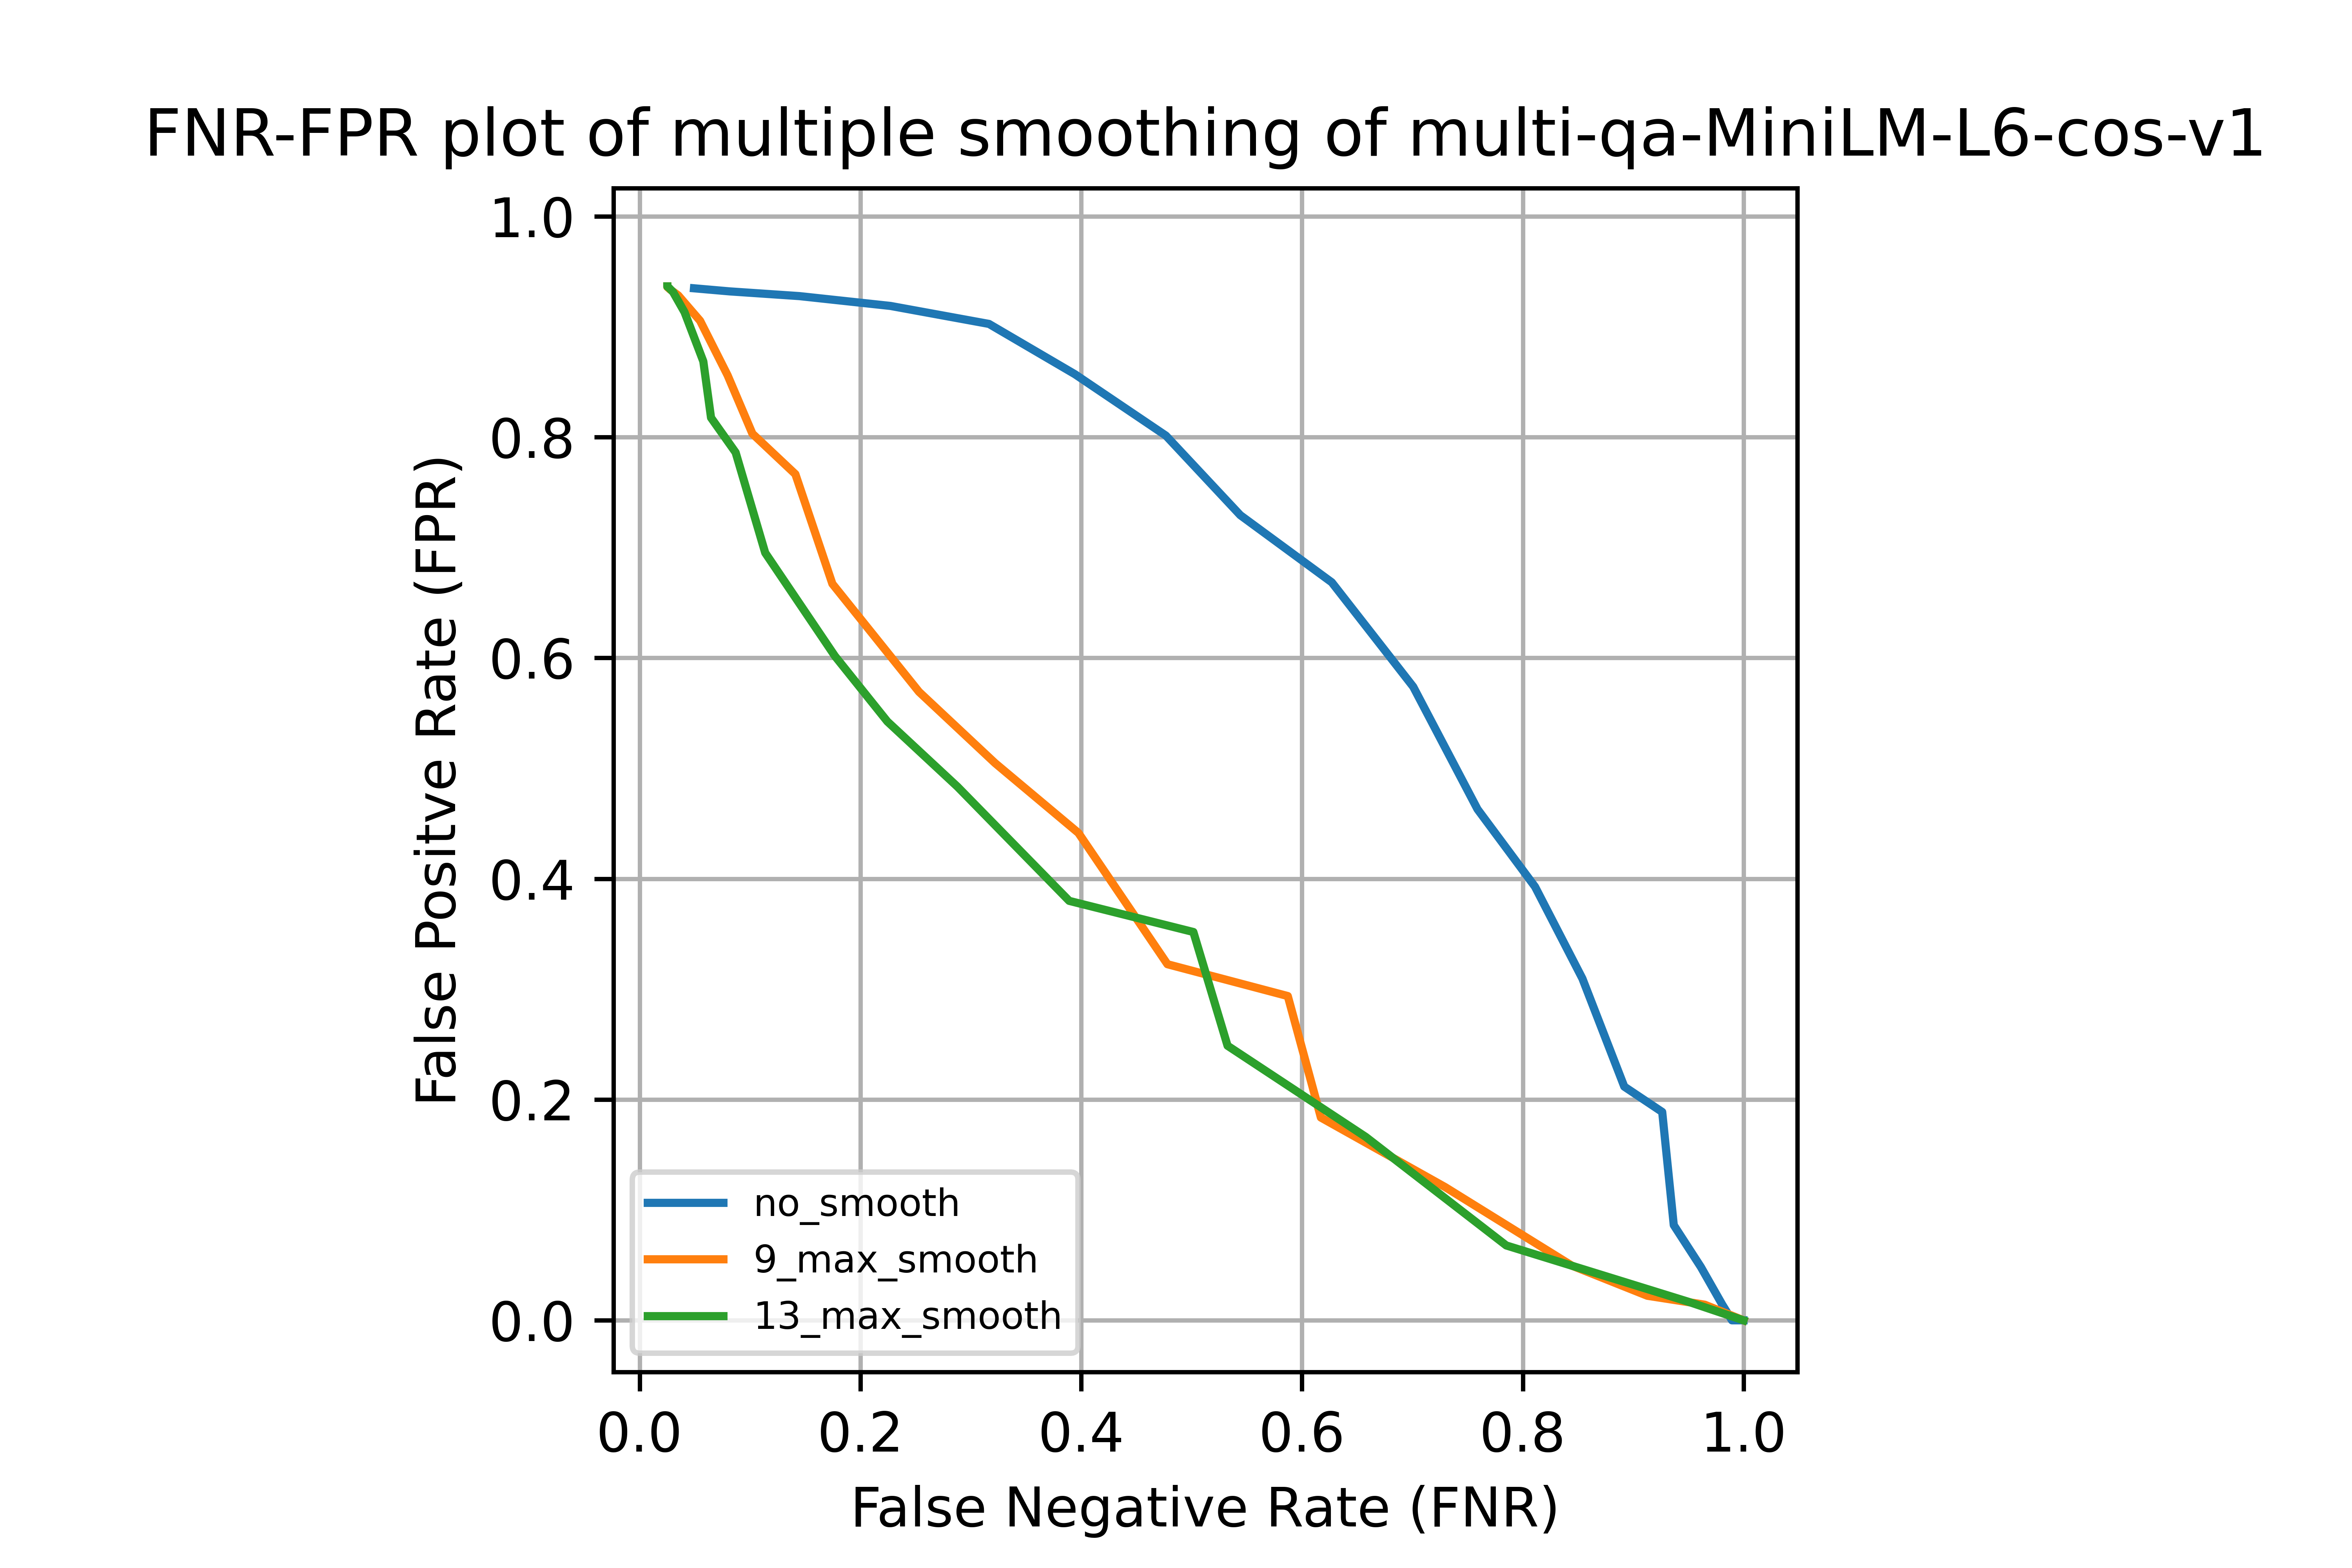 FNR-FPR plot of multiple smoothing of multi-qa-MiniLM-L6-cos-v1
1.0
0.8
0.6
0.4
0.2
0.0
False Positve Rate (FPR)
no_smooth
9_max_smooth
13_max_smooth
0.0 0.2 0.4 0.6 0.8 1.0
False Negative Rate (FNR)